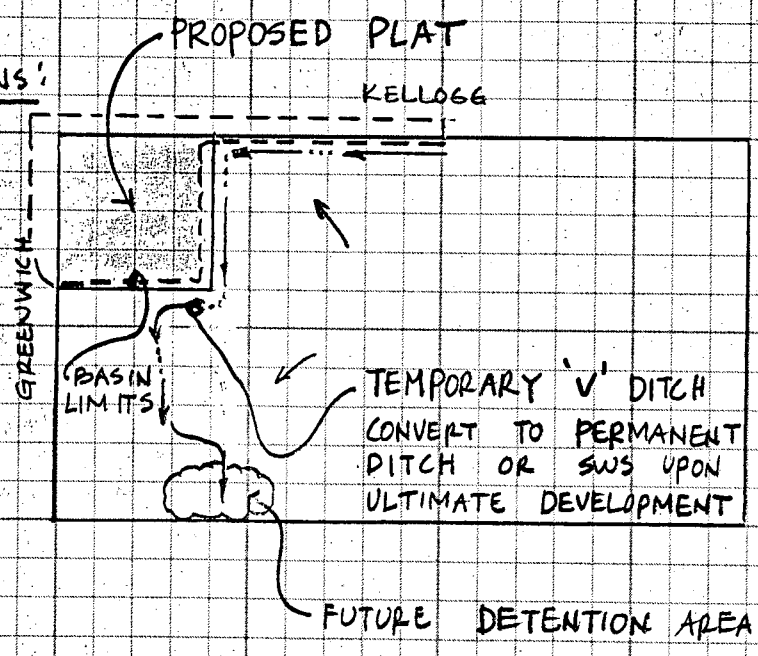 PROPOSED PLAT
NS:
KELLOGG
GREENWICH
BASIN
LIMITS
TEMPORARY 'V' DITCH
CONVERT TO PERMANENT
DITCH OR SWS UPON
ULTIMATE DEVELOPMENT
FUTURE DETENTION AREA